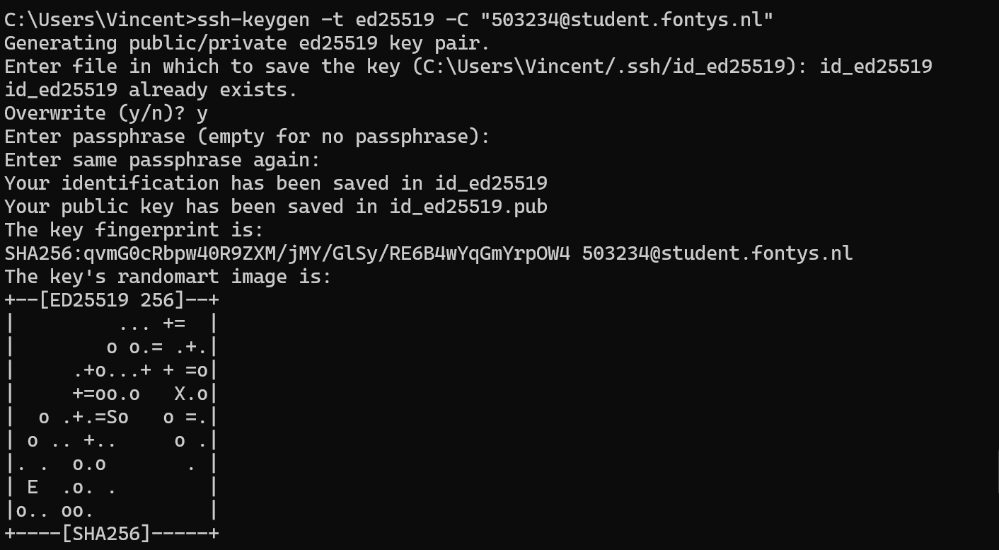 C:\Users\Vincent>ssh-keygen -t ed25519 -C "503234@student.fontys.nl"
Generating public/private ed25519 key pair.
Enter file in which to save the key (C:\Users\Vincent/.ssh/id_ed25519): id_ed25519
id_ed25519 already exists.
Overwrite (y/n)? y
Enter passphrase (empty for no passphrase):
Enter same passphrase again:
Your identification has been saved in id_ed25519
Your public key has been saved in id_ed25519.pub
The key fingerprint is:
SHA256:qvmG0cRbpw40R9ZXM/jMY/GlSy/RE6B4wYqGmYrpOW4 503234@student.fontys.nl
The key's randomart image is:
+--[ED25519 256]--+
|         ... +=  |
|        o o.= .+.|
|     .+o...+ + =o|
|     +=oo.o   X.o|
|  o .+.=So   o =.|
| o .. +..     o .|
|. .  o.o       . |
| E  .o. .        |
|o.. oo.          |
+----[SHA256]-----+